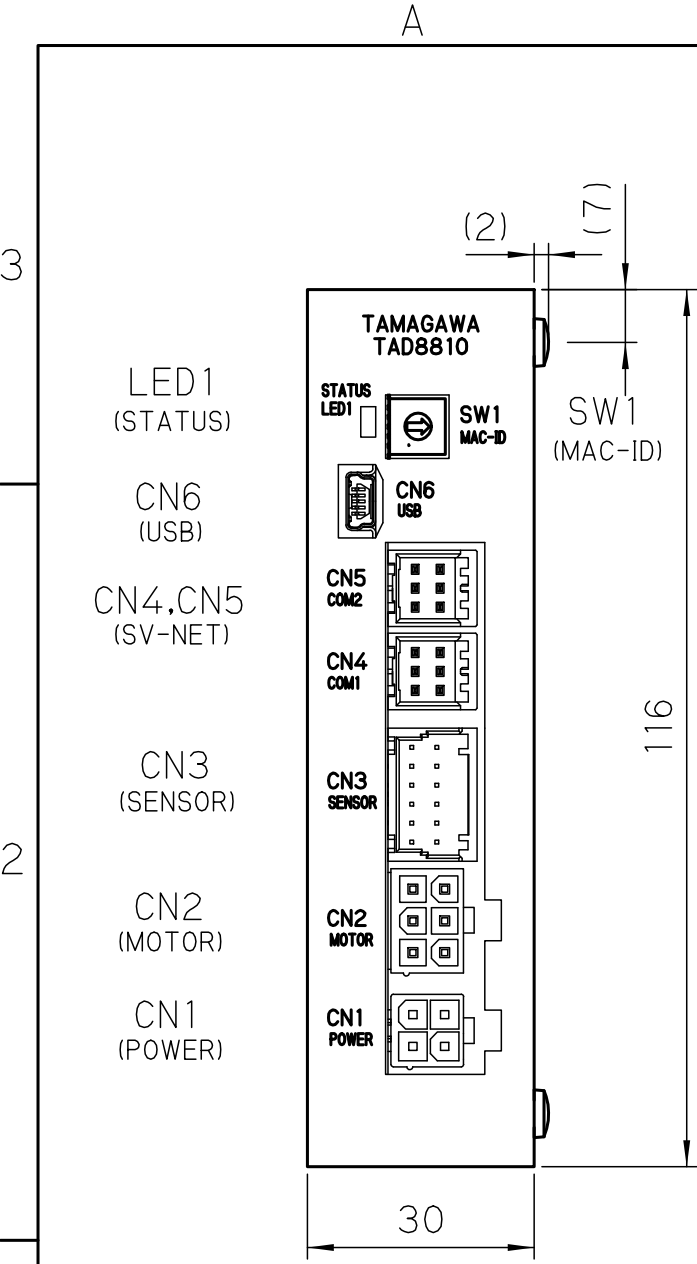 A
(2)
(7)
3
TAMAGAWA
TAD8810
LED1
(STATUS)
STATUS
LED1
SW1
MAC-ID
SW1
(MAC-ID)
CN6
(USB)
CN6
USB
CN4,CN5
(SV-NET)
CN5
COM2
CN4
COM1
116
CN3
(SENSOR)
CN3
SENSOR
2
CN2
(MOTOR)
CN2
MOTOR
CN1
(POWER)
CN1
POWER
30